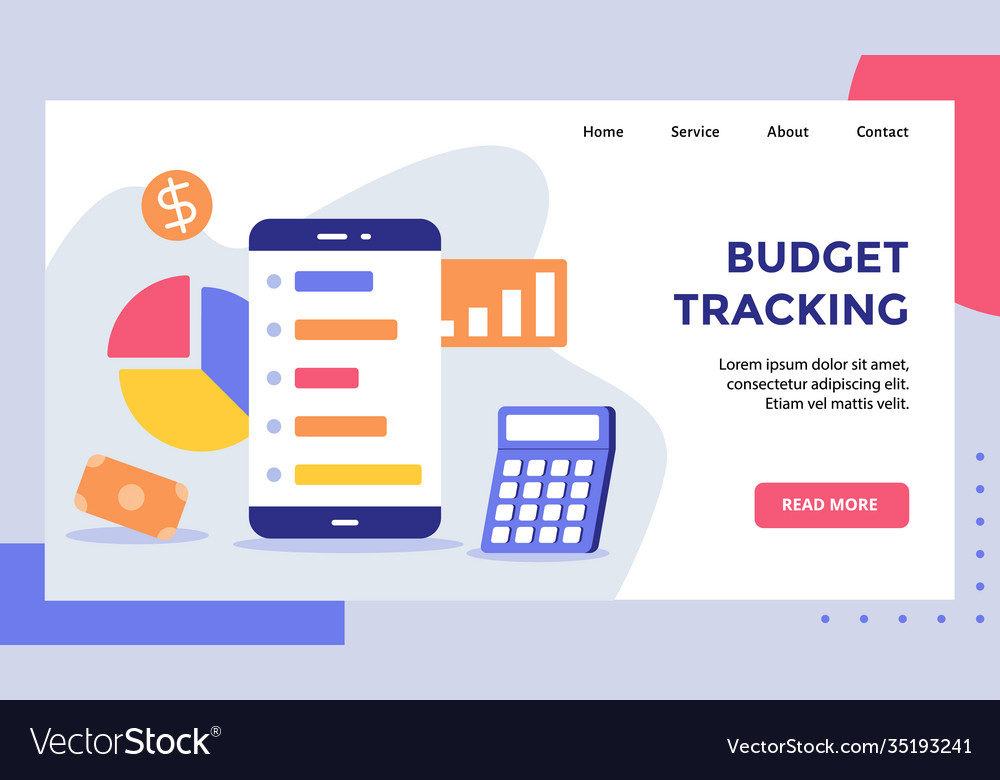 Home Service About Contact
$
BUDGET
TRACKING
Lorem ipsum dolor sit amet,
consectetur adipiscing elit.
Etiam vel mattis velit.
READ MORE
VectorStock®
VectorStock.com/35193241